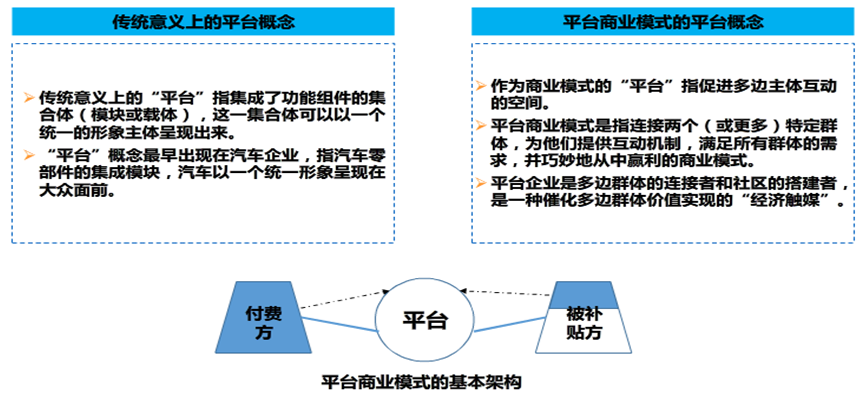 传统意义上的平台概念
传统意义上的“平台”指集成了功能组件的集
合体（模块或载体），这一集合体可以以一个
统一的形象主体呈现出来。
“平台”概念最早出现在汽车企业，指汽车零
部件的集成模块，汽车以一个统一形象呈现在
大众面前。
平台商业模式的平台概念
作为商业模式的“平台”指促进多边主体互动
的空间。
平台商业模式是指连接两个（或更多）特定群
体，为他们提供互动机制，满足所有群体的需
求，并巧妙地从中赢利的商业模式。
平台企业是多边群体的连接者和社区的搭建者，
是一种催化多边群体价值实现的“经济触媒”。
付费
方
平台
被补
贴方
平台商业模式的基本架构